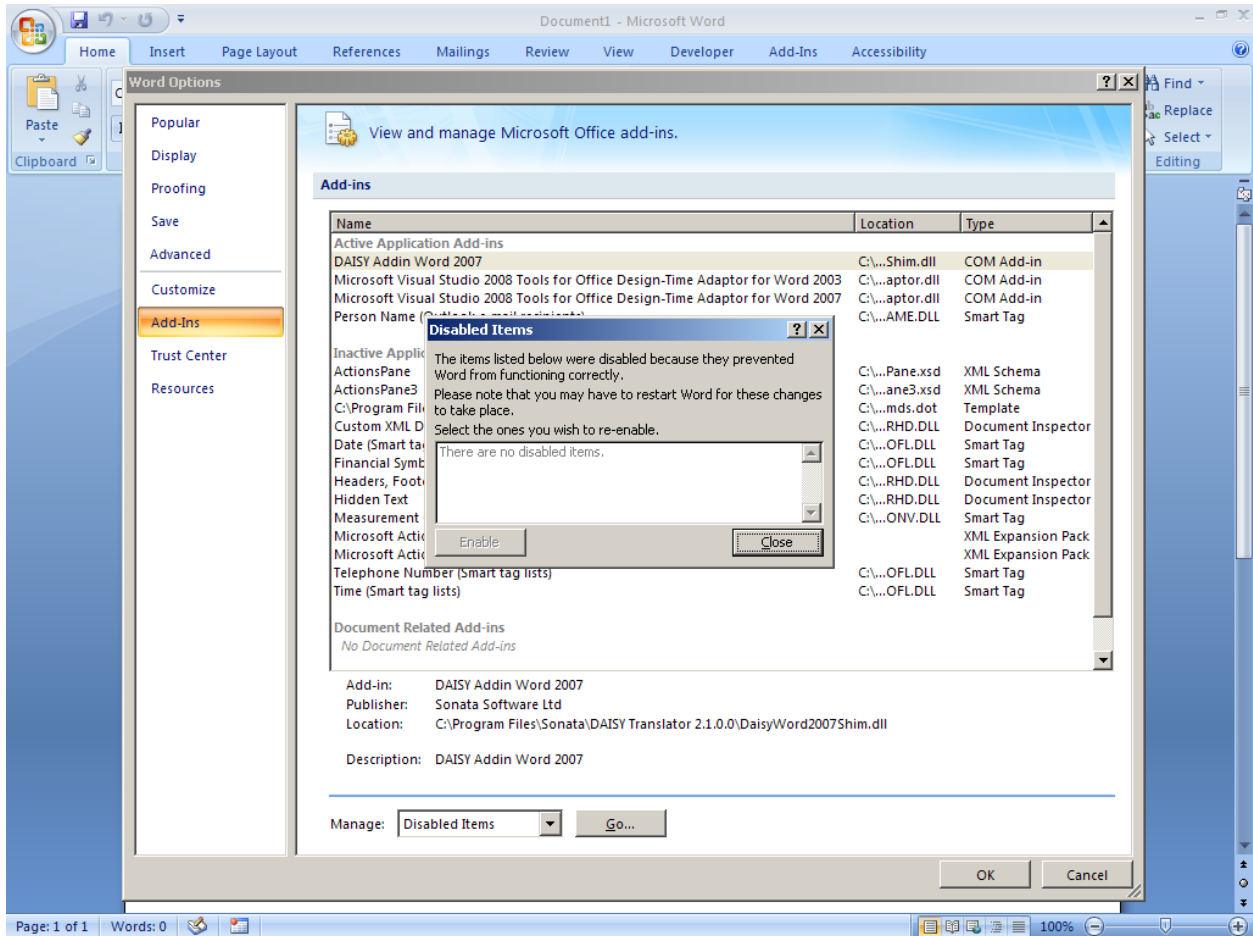 Document1 - Microsoft Word
Home Insert Page Layout References Mailings Review View Developer Add-Ins Accessibility
Paste
Clipboard
Find
Replace
Select
Editing
Word Options
Popular
Display
Proofing
Save
Advanced
Customize
Add-Ins
Trust Center
Resources
View and manage Microsoft Office add-ins.
Add-ins
Name Location Type
Active Application Add-ins
DAISY Addin Word 2007 C:\...Shim.dll COM Add-in
Microsoft Visual Studio 2008 Tools for Office Design-Time Adaptor for Word 2003 C:\...aptor.dll COM Add-in
Microsoft Visual Studio 2008 Tools for Office Design-Time Adaptor for Word 2007 C:\...aptor.dll COM Add-in
Person Name C:\...AME.DLL Smart Tag
Inactive
ActionsPane C:\...Pane.xsd XML Schema
ActionsPane3 C:\...ane3.xsd XML Schema
C:\Program C:\...mds.dot Template
Custom XML C:\...RHD.DLL Document Inspector
Date (Smart C:\...OFL.DLL Smart Tag
Financial C:\...OFL.DLL Smart Tag
Headers, C:\...RHD.DLL Document Inspector
Hidden Text C:\...RHD.DLL Document Inspector
Measurement C:\...ONV.DLL Smart Tag
Microsoft XML Expansion Pack
Microsoft XML Expansion Pack
Telephone Number (Smart tag lists) C:\...OFL.DLL Smart Tag
Time (Smart tag lists) C:\...OFL.DLL Smart Tag
Document Related Add-ins
No Document Related Add-ins
Disabled Items
The items listed below were disabled because they prevented
Word from functioning correctly.
Please note that you may have to restart Word for these changes
to take place.
Select the ones you wish to re-enable.
There are no disabled items.
Enable Close
Add-in: DAISY Addin Word 2007
Publisher: Sonata Software Ltd
Location: C:\Program Files\Sonata\DAISY Translator 2.1.0.0\DaisyWord2007Shim.dll
Description: DAISY Addin Word 2007
Manage: Disabled Items Go...
OK Cancel
Page: 1 of 1 Words: 0 100%